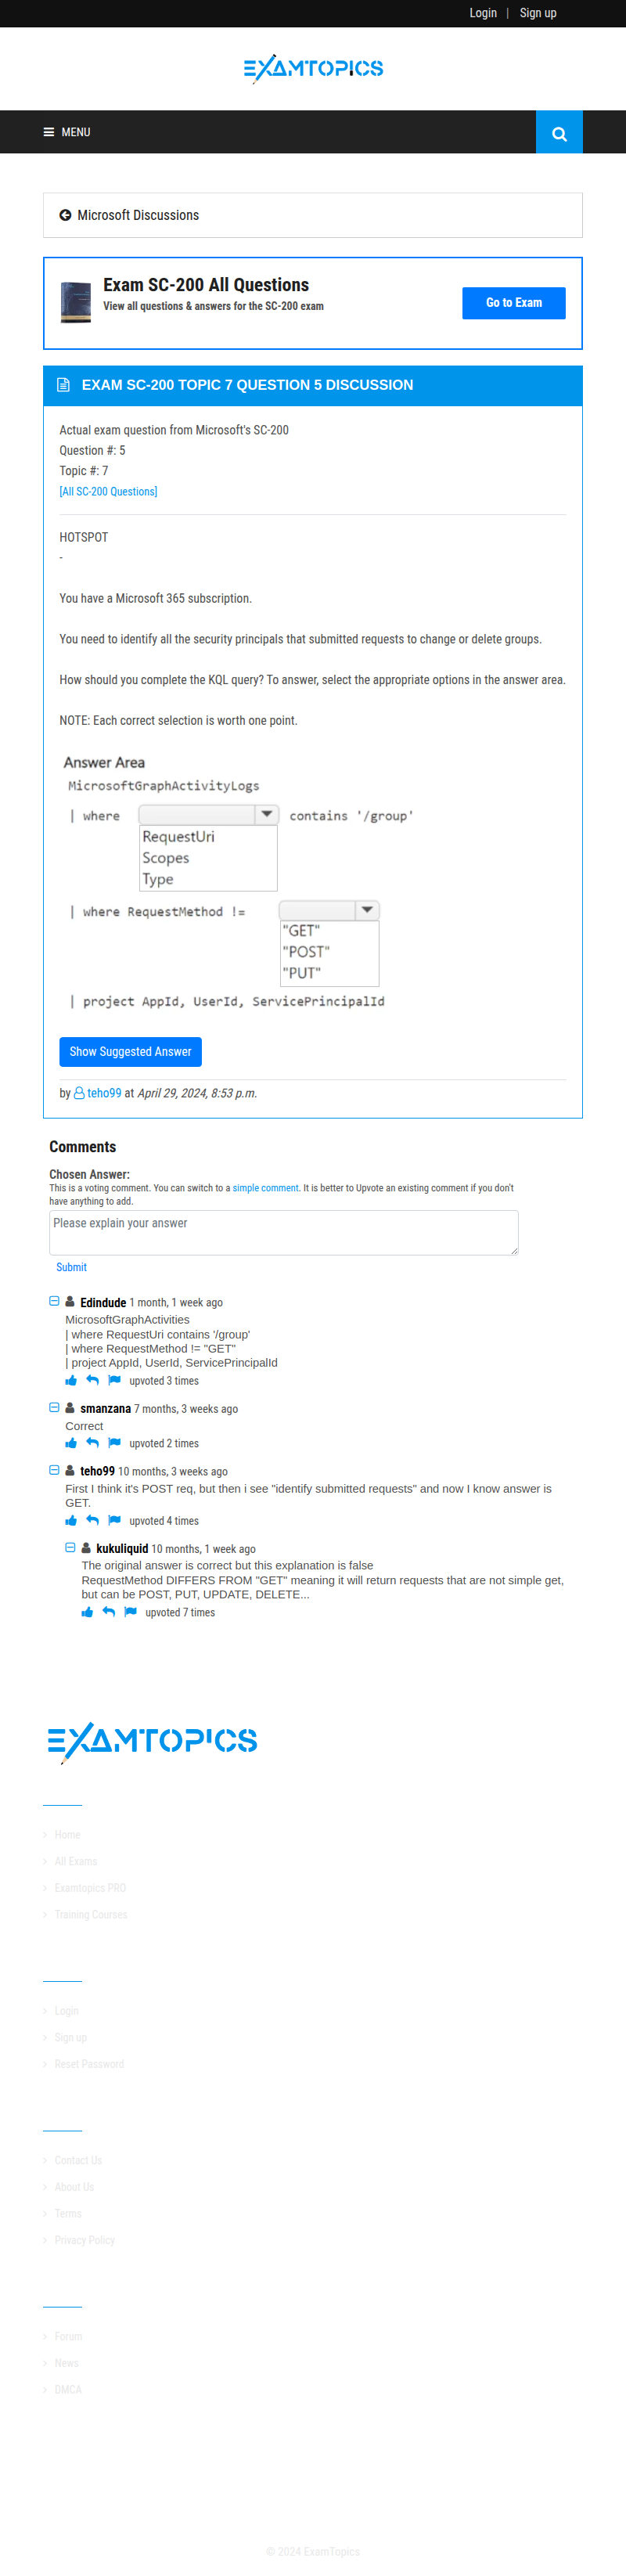 Login | Sign up
EXAMTOPICS
MENU
Microsoft Discussions
Exam SC-200 All Questions
View all questions & answers for the SC-200 exam
Go to Exam
EXAM SC-200 TOPIC 7 QUESTION 5 DISCUSSION
Actual exam question from Microsoft's SC-200
Question #: 5
Topic #: 7
[All SC-200 Questions]
HOTSPOT
-
You have a Microsoft 365 subscription.
You need to identify all the security principals that submitted requests to change or delete groups.
How should you complete the KQL query? To answer, select the appropriate options in the answer area.
NOTE: Each correct selection is worth one point.
Answer Area
MicrosoftGraphActivityLogs
| where contains '/group'
RequestUri
Scopes
Type
| where RequestMethod !=
"GET"
"POST"
"PUT"
| project AppId, UserId, ServicePrincipalId
Show Suggested Answer
by teho99 at April 29, 2024, 8:53 p.m.
Comments
Chosen Answer:
This is a voting comment. You can switch to a simple comment. It is better to Upvote an existing comment if you don't
have anything to add.
Please explain your answer
Submit
Edindude 1 month, 1 week ago
MicrosoftGraphActivities
| where RequestUri contains '/group'
| where RequestMethod != "GET"
| project AppId, UserId, ServicePrincipalId
upvoted 3 times
smanzana 7 months, 3 weeks ago
Correct
upvoted 2 times
teho99 10 months, 3 weeks ago
First I think it's POST req, but then i see "identify submitted requests" and now I know answer is
GET.
upvoted 4 times
kukuliquid 10 months, 1 week ago
The original answer is correct but this explanation is false
RequestMethod DIFFERS FROM "GET" meaning it will return requests that are not simple get,
but can be POST, PUT, UPDATE, DELETE...
upvoted 7 times
EXAMTOPICS
Home
All Exams
Examtopics PRO
Training Courses
Login
Sign up
Reset Password
Contact Us
About Us
Terms
Privacy Policy
Forum
News
DMCA
© 2024 ExamTopics